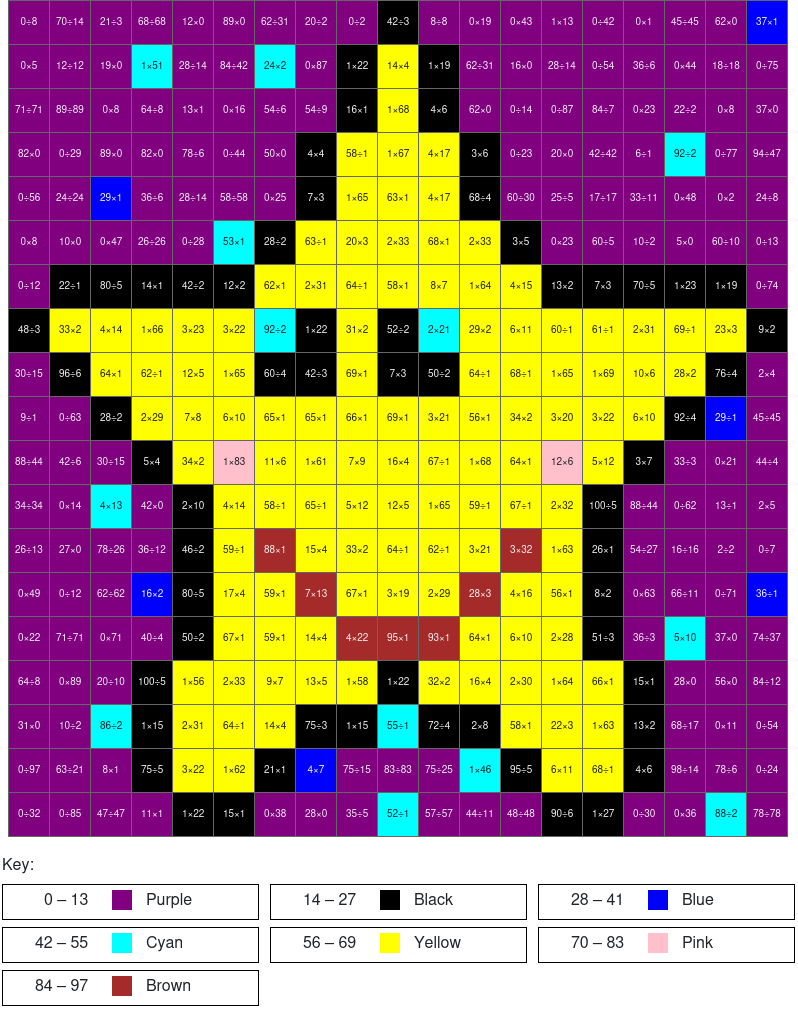 0÷8 70÷14 21÷3 68÷68 12×0 89×0 62÷31 20÷2 0÷2 42÷3 8÷8 0×19 0×43 1×13 0÷42 0×1 45÷45 62×0 37×1
0×5 12÷12 19×0 1×51 28÷14 84÷42 24×2 0×87 1×22 14×4 1×19 62÷31 16×0 28÷14 0÷54 36÷6 0×44 18÷18 0÷75
71÷71 89÷89 0×8 64÷8 13×1 0×16 54÷6 54÷9 16×1 1×68 4×6 62×0 0÷14 0÷87 84÷7 0×23 22÷2 0×8 37×0
82×0 0÷29 89×0 82×0 78÷6 0÷44 50×0 4×4 58÷1 1×67 4×17 3×6 0÷23 20×0 42÷42 6÷1 92÷2 0÷77 94÷47
0÷56 24÷24 29×1 36÷6 28÷14 58÷58 0×25 7×3 1×65 63×1 4×17 68÷4 60÷30 25÷5 17÷17 33÷11 0×48 0×2 24÷8
0×8 10×0 0×47 26÷26 0÷28 53×1 28÷2 63÷1 20×3 2×33 68×1 2×33 3×5 0×23 60÷5 10÷2 5×0 60÷10 0÷13
0÷12 22÷1 80÷5 14×1 42÷2 12×2 62×1 2×31 64÷1 58×1 8×7 1×64 4×15 13×2 7×3 70÷5 1×23 1×19 0÷74
48÷3 33×2 4×14 1×66 3×23 3×22 92÷2 1×22 31×2 52÷2 2×21 29×2 6×11 60÷1 61÷1 2×31 69÷1 23×3 9×2
30÷15 96÷6 64×1 62÷1 12×5 1×65 60÷4 42÷3 69×1 7×3 50÷2 64÷1 68÷1 1×65 1×69 10×6 28×2 76÷4 2×4
9÷1 0÷63 28÷2 2×29 7×8 6×10 65×1 65×1 66×1 69×1 3×21 56×1 34×2 3×20 3×22 6×10 92÷4 29÷1 45÷45
88÷44 42÷6 30÷15 5×4 34×2 1×83 11×6 1×61 7×9 16×4 67÷1 1×68 64×1 12×6 5×12 3×7 33÷3 0×21 44÷4
34÷34 0×14 4×13 42×0 2×10 4×14 58÷1 65÷1 5×12 12×5 1×65 59÷1 67÷1 2×32 100÷5 88÷44 0÷62 13÷1 2×5
26÷13 27×0 78÷26 36÷12 46÷2 59÷1 88×1 15×4 33×2 64÷1 62÷1 3×21 3×32 1×63 26×1 54÷27 16÷16 2÷2 0÷7
0×49 0÷12 62÷62 16×2 80÷5 17×4 59×1 7×13 67×1 3×19 2×29 28×3 4×16 56×1 8×2 0×63 66÷11 0÷71 36÷1
0×22 71÷71 0×71 40÷4 50÷2 67×1 59÷1 14×4 4×22 95×1 93×1 64×1 6×10 2×28 51÷3 36÷3 5×10 37×0 74÷37
64÷8 0×89 20÷10 100÷5 1×56 2×33 9×7 13×5 1×58 1×22 32×2 16×4 2×30 1×64 66×1 15×1 28×0 56×0 84÷12
31×0 10÷2 86÷2 1×15 2×31 64÷1 14×4 75÷3 1×15 55÷1 72÷4 2×8 58×1 22×3 1×63 13×2 68÷17 0×11 0÷54
0÷97 63÷21 8×1 75÷5 3×22 1×62 21×1 4×7 75÷15 83÷83 75÷25 1×46 95÷5 6×11 68÷1 4×6 98÷14 78÷6 0÷24
0÷32 0÷85 47÷47 11×1 1×22 15×1 0×38 28×0 35÷5 52÷1 57÷57 44÷11 48÷48 90÷6 1×27 0÷30 0×36 88÷2 78÷78
Key:
0 – 13 Purple 14 – 27 Black 28 – 41 Blue
42 – 55 Cyan 56 – 69 Yellow 70 – 83 Pink
84 – 97 Brown